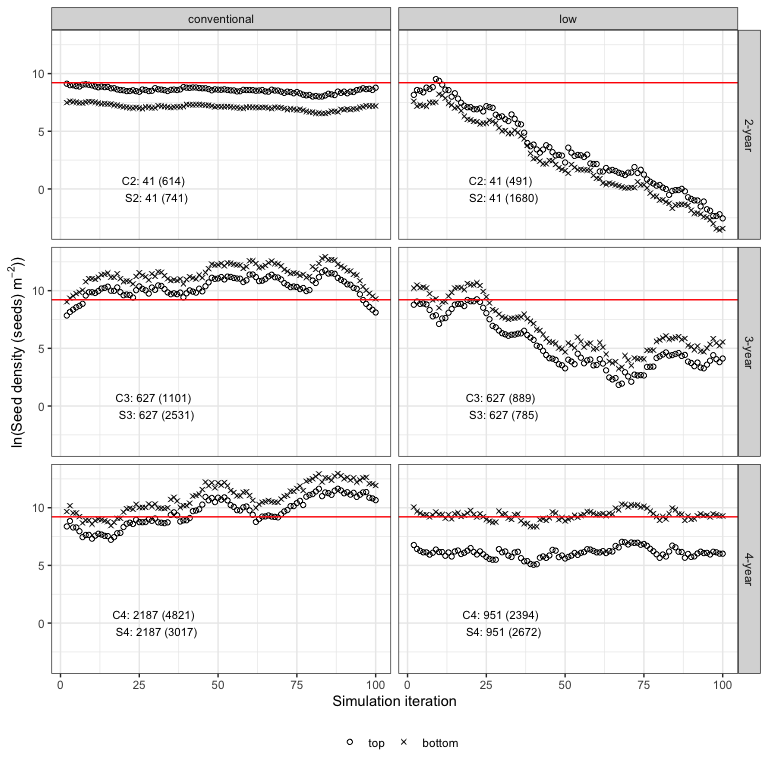 conventional
low
10
5
0
C2: 41 (614)
S2: 41 (741)
C2: 41 (491)
S2: 41 (1680)
2-year
10
5
0
C3: 627 (1101)
S3: 627 (2531)
C3: 627 (889)
S3: 627 (785)
3-year
10
5
0
C4: 2187 (4821)
S4: 2187 (3017)
C4: 951 (2394)
S4: 951 (2672)
4-year
ln(Seed density (seeds) m⁻²))
0 25 50 75 100
0 25 50 75 100
Simulation iteration
top bottom